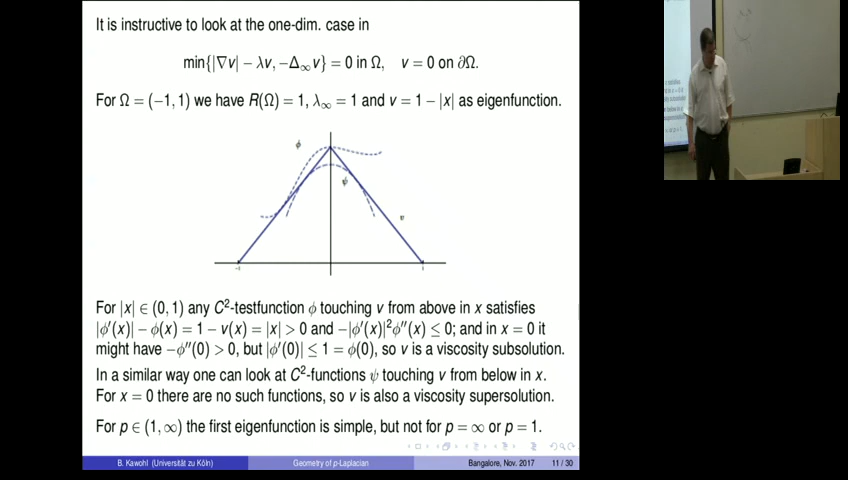 It is instructive to look at the one-dim. case in
min{|∇v| − λv, −Δ∞v} = 0 in Ω,   v = 0 on ∂Ω.
For Ω = (−1, 1) we have R(Ω) = 1, λ∞ = 1 and v = 1 − |x| as eigenfunction.
ϕ
ψ
v
-1
1
For |x| ∈ (0, 1) any C²-testfunction ϕ touching v from above in x satisfies
|ϕ′(x)| − ϕ(x) = 1 − v(x) = |x| > 0 and −|ϕ′(x)|²ϕ″(x) ≤ 0; and in x = 0 it
might have −ϕ″(0) > 0, but |ϕ′(0)| ≤ 1 = ϕ(0), so v is a viscosity subsolution.
In a similar way one can look at C²-functions ψ touching v from below in x.
For x = 0 there are no such functions, so v is also a viscosity supersolution.
For p ∈ (1, ∞) the first eigenfunction is simple, but not for p = ∞ or p = 1.
B. Kawohl (Universität zu Köln)
Geometry of p-Laplacian
Bangalore, Nov. 2017
11 / 30